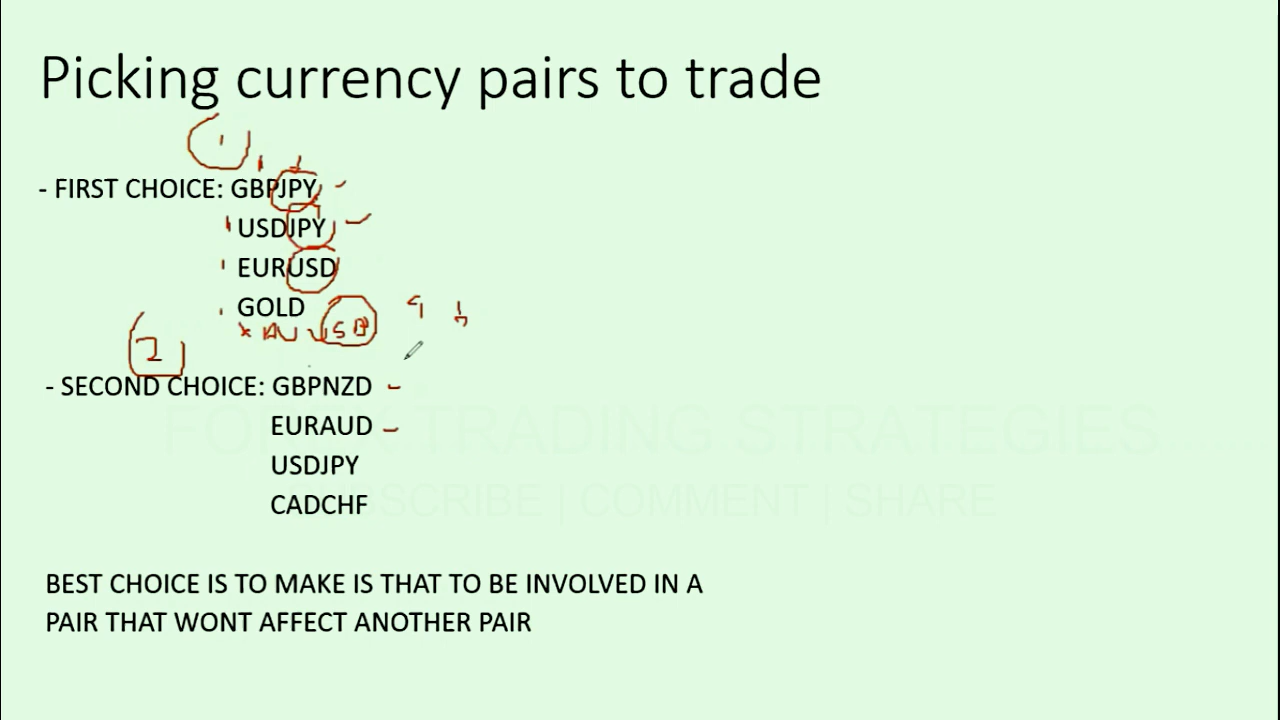 Picking currency pairs to trade
1
- FIRST CHOICE: GBPJPY
USDJPY
EURUSD
GOLD
XAUUSD
2
- SECOND CHOICE: GBPNZD
EURAUD
FOREX TRADING STRATEGIES
USDJPY
SUBSCRIBE | COMMENT | SHARE
CADCHF
BEST CHOICE IS TO MAKE IS THAT TO BE INVOLVED IN A
PAIR THAT WONT AFFECT ANOTHER PAIR